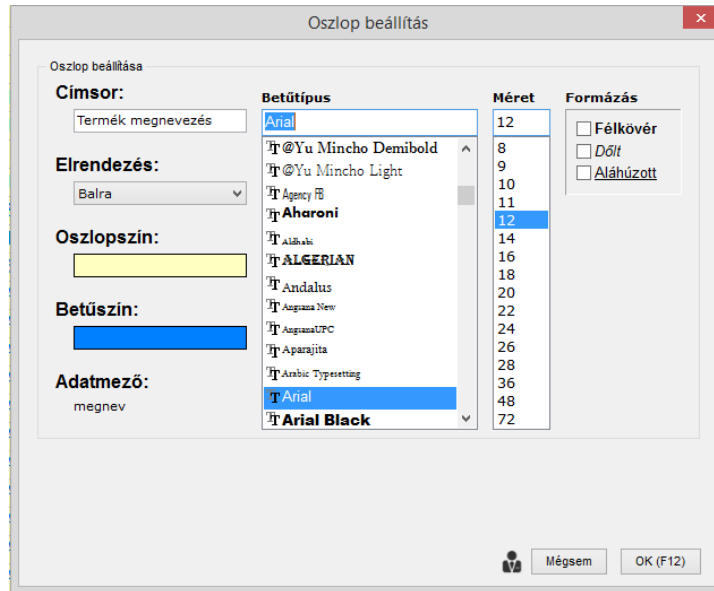 Oszlop beállítás
Oszlop beállítása
Címsor:
Termék megnevezés
Elrendezés:
Balra
Oszlopszín:
Betűszín:
Adatmező:
megnev
Betűtípus
Arial
@Yu Mincho Demibold
@Yu Mincho Light
Agency FB
Aharoni
Aldhabi
ALGERIAN
Andalus
Angsana New
AngsanaUPC
Aparajita
Arabic Typesetting
Arial
Arial Black
Méret
12
8
9
10
11
12
14
16
18
20
22
24
26
28
36
48
72
Formázás
Félkövér
Dőlt
Aláhúzott
Mégsem
OK (F12)